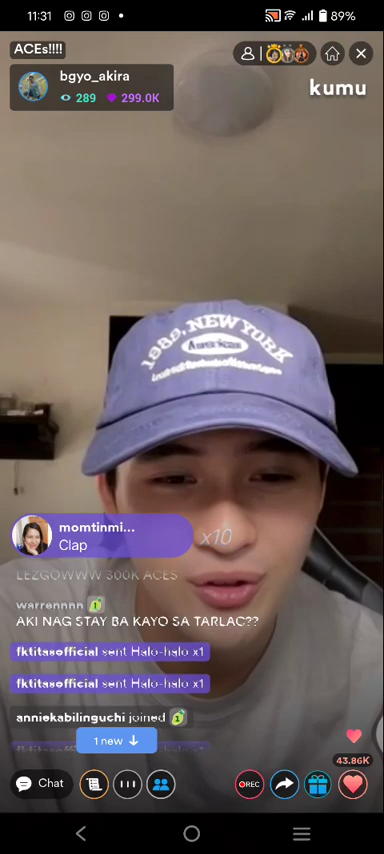 11:31
89%
ACEs!!!!
bgyo_akira
289 299.0K
kumu
1989, NEW YORK
American
momtinmi...
Clap
x10
LEZGOWWW 300K ACES
warrennnn
AKI NAG STAY BA KAYO SA TARLAC??
fktitasofficial sent Halo-halo x1
fktitasofficial sent Halo-halo x1
anniekabilinguchi joined
1 new ↓
43.86K
Chat
REC